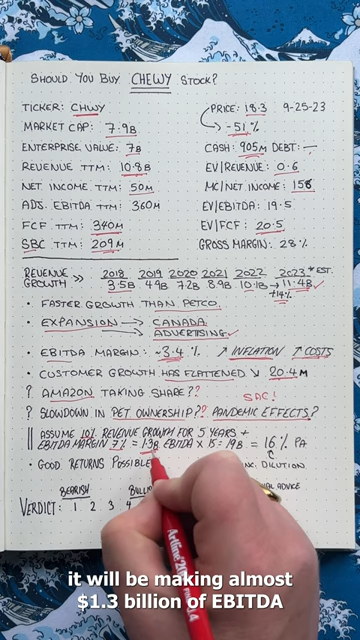 SHOULD YOU BUY CHEWY STOCK?
TICKER: CHWY
PRICE: 18.3 9-25-23
MARKET CAP: 7.9B
-51%
ENTERPRISE VALUE: 7B
CASH: 905M DEBT: —
REVENUE TTM: 10.8B
EV/REVENUE: 0.6
NET INCOME TTM: 50M
MC/NET INCOME: 158
ADJ. EBITDA TTM: 360M
EV/EBITDA: 19.5
FCF TTM: 340M
EV/FCF: 20.5
SBC TTM: 209M
GROSS MARGIN: 28%
REVENUE GROWTH >> 2018 2019 2020 2021 2022 2023* EST.
3.5B 4.9B 7.2B 8.9B 10.1B → 11.4B ✓
+14%
• FASTER GROWTH THAN PETCO.
• EXPANSION → CANADA
→ ADVERTISING ✓
• EBITDA MARGIN: ~3.4% ↑ INFLATION ↑ COSTS
• CUSTOMER GROWTH HAS FLATTENED ↘ 20.4M
? AMAZON TAKING SHARE?? SAC!
? SLOWDOWN IN PET OWNERSHIP?? PANDEMIC EFFECTS?
|| ASSUME 10% REVENUE GROWTH FOR 5 YEARS +
EBITDA MARGIN 7% = 1.3B EBITDA × 15 = 19B = 16% PA
• GOOD RETURNS POSSIBLE DILUTION
BEARISH ADVICE
VERDICT: 1 2 3 4
Artline
it will be making almost
$1.3 billion of EBITDA